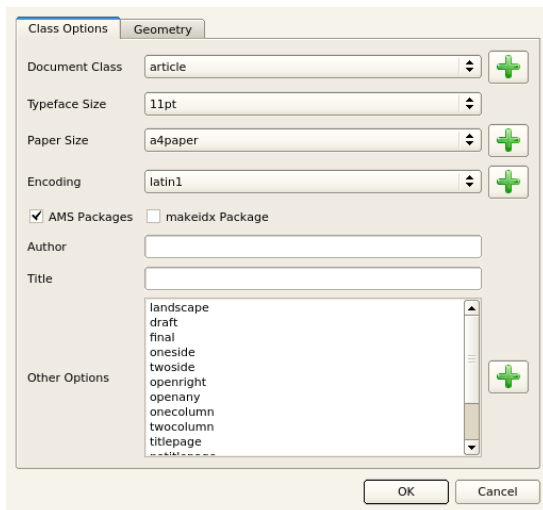 Class Options Geometry
Document Class article
Typeface Size 11pt
Paper Size a4paper
Encoding latin1
AMS Packages makeidx Package
Author
Title
landscape
draft
final
oneside
twoside
Other Options openright
openany
onecolumn
twocolumn
titlepage
OK Cancel